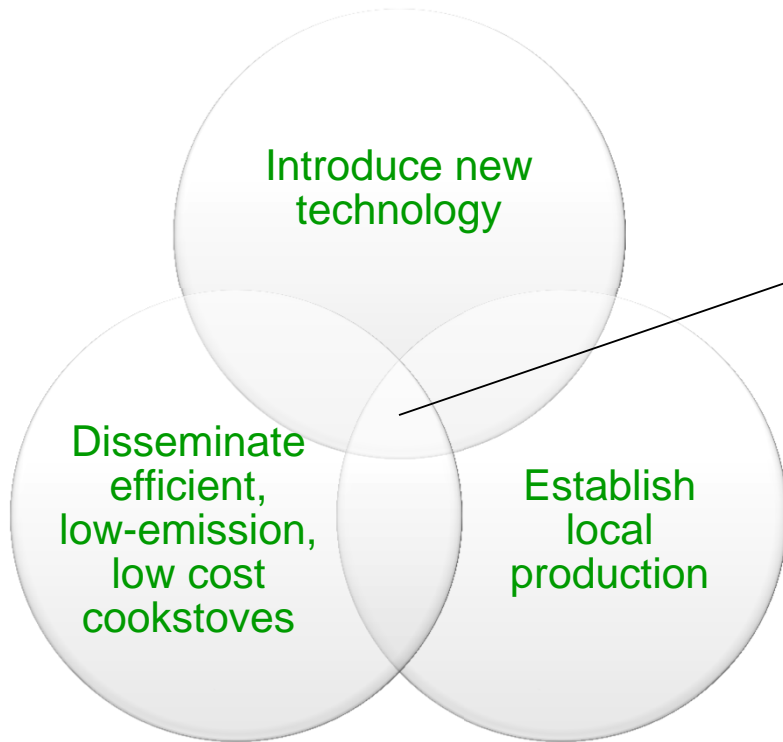 Introduce new
technology
Disseminate
efficient,
low-emission,
low cost
cookstoves
Establish
local
production